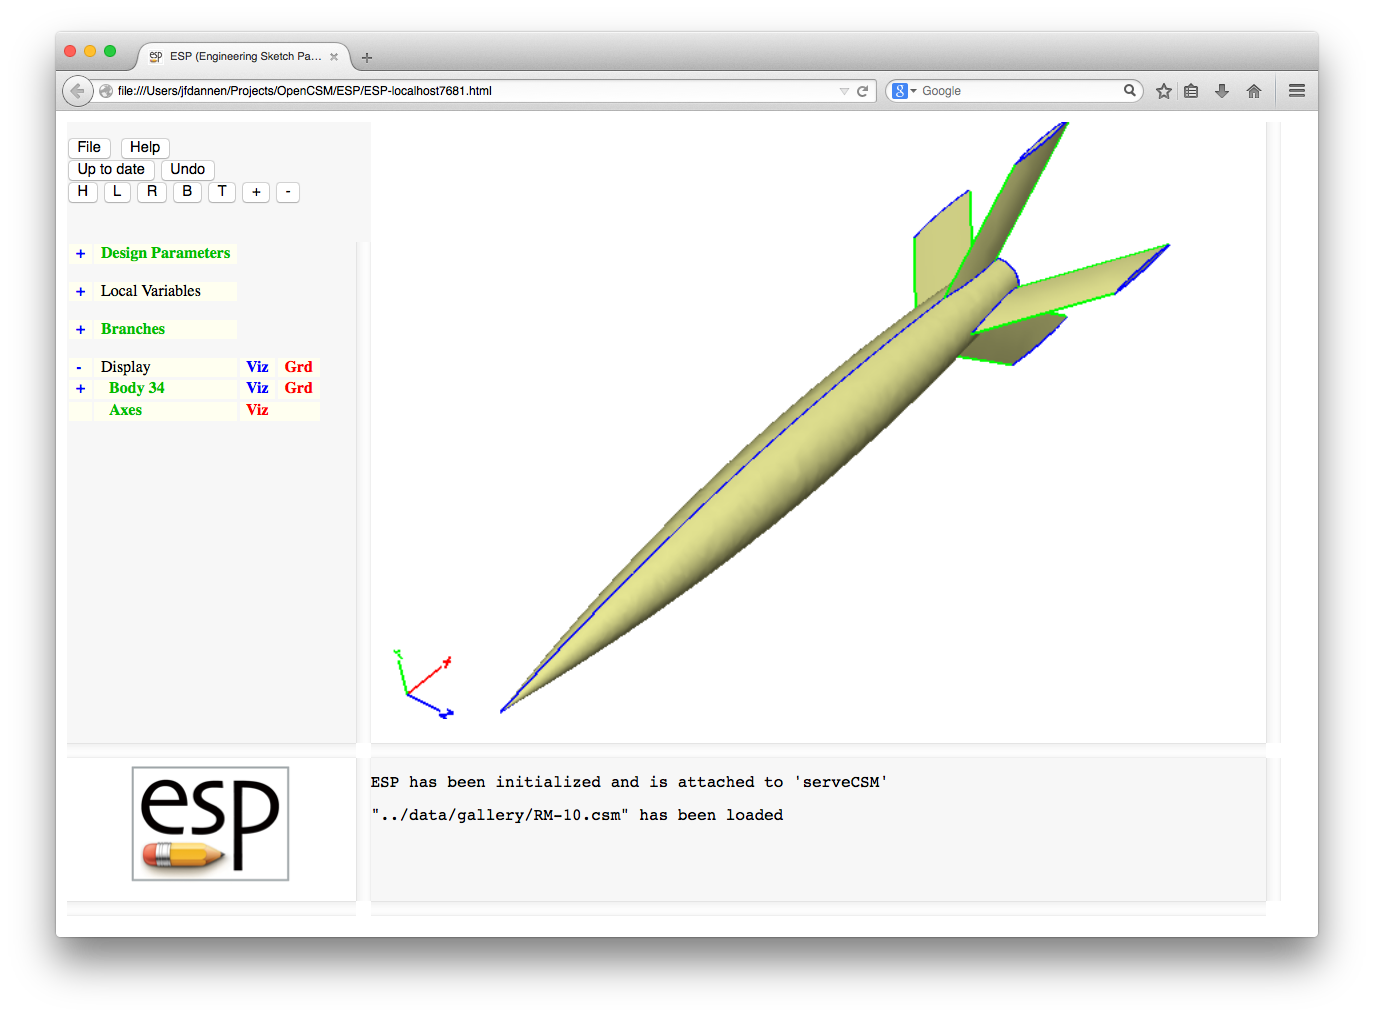 ESP (Engineering Sketch Pa...
file:///Users/jfdannen/Projects/OpenCSM/ESP/ESP-localhost7681.html
Google
File Help
Up to date Undo
H L R B T + -
+ Design Parameters
+ Local Variables
+ Branches
- Display Viz Grd
+ Body 34 Viz Grd
Axes Viz
Y
X
Z
esp
ESP has been initialized and is attached to 'serveCSM'
"../data/gallery/RM-10.csm" has been loaded